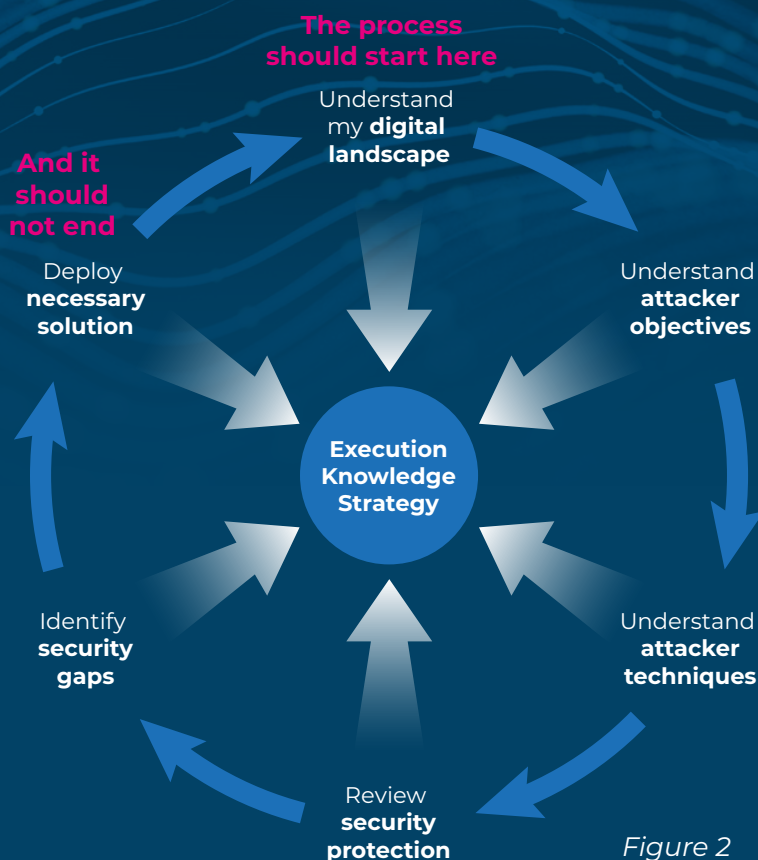 The process
should start here
Understand
my digital
landscape
And it
should
not end
Deploy
necessary
solution
Understand
attacker
objectives
Execution
Knowledge
Strategy
Identify
security
gaps
Understand
attacker
techniques
Review
security
protection
Figure 2